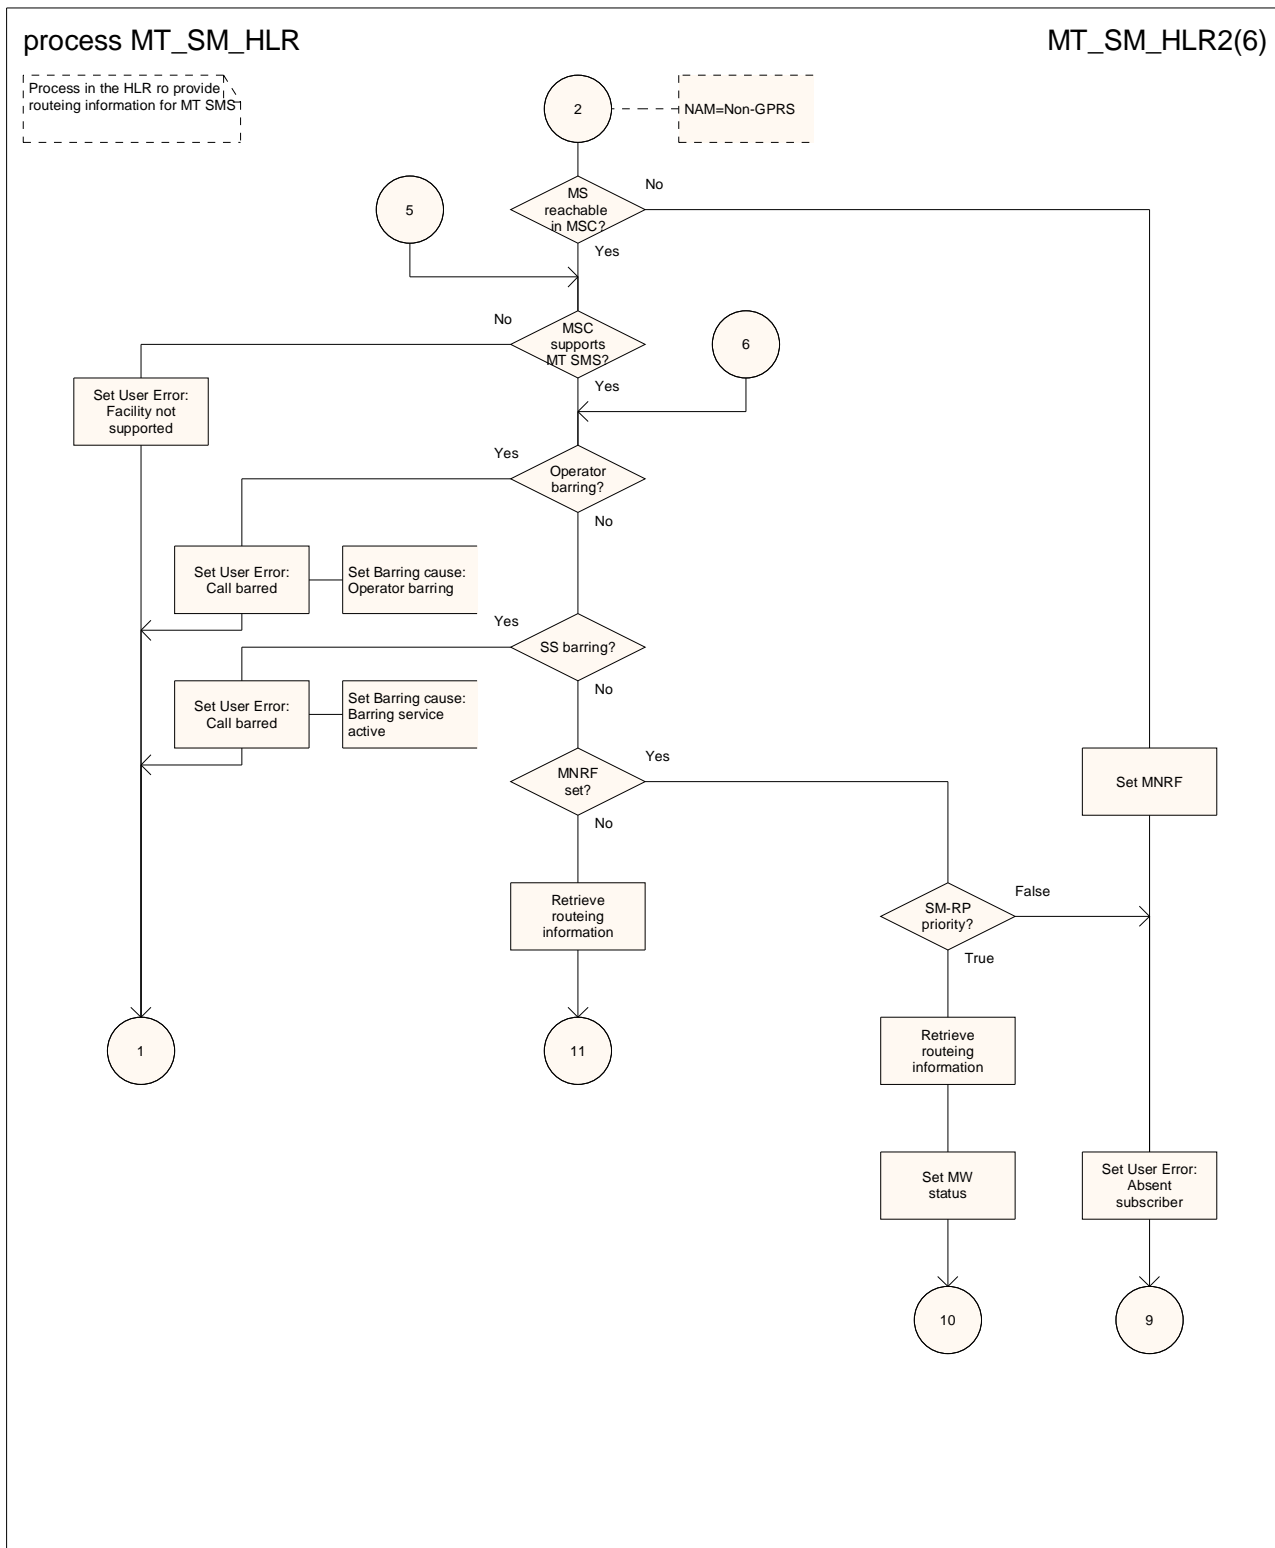 process MT_SM_HLR
MT_SM_HLR2(6)
Process in the HLR ro provide
routeing information for MT SMS
2
NAM=Non-GPRS
MS
reachable
in MSC?
No
Yes
5
No
MSC
supports
MT SMS?
Yes
6
Set User Error:
Facility not
supported
Yes
Operator
barring?
No
Set User Error:
Call barred
Set Barring cause:
Operator barring
Yes
SS barring?
No
Set User Error:
Call barred
Set Barring cause:
Barring service
active
MNRF
set?
Yes
No
Set MNRF
Retrieve
routeing
information
SM-RP
priority?
False
True
1
11
Retrieve
routeing
information
Set MW
status
Set User Error:
Absent
subscriber
10
9